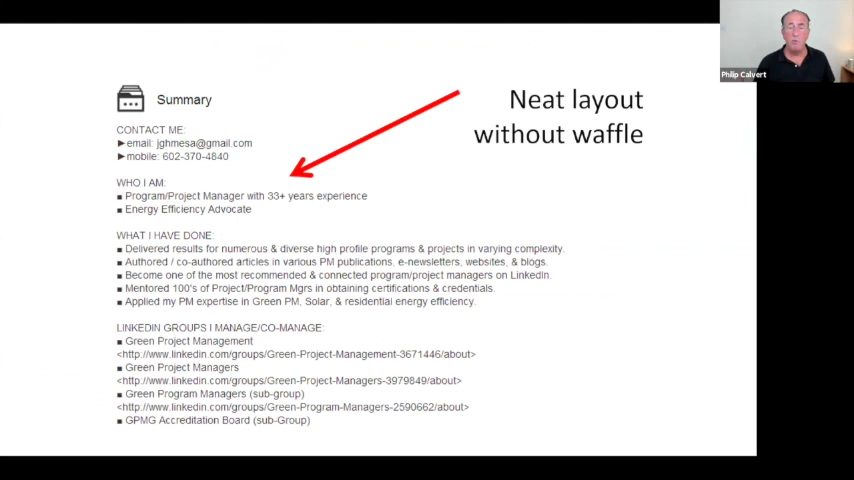 Philip Calvert
Neat layout
without waffle
Summary
CONTACT ME:
►email: jghmesa@gmail.com
►mobile: 602-370-4840
WHO I AM:
■ Program/Project Manager with 33+ years experience
■ Energy Efficiency Advocate
WHAT I HAVE DONE:
■ Delivered results for numerous & diverse high profile programs & projects in varying complexity.
■ Authored / co-authored articles in various PM publications, e-newsletters, websites, & blogs.
■ Become one of the most recommended & connected program/project managers on LinkedIn.
■ Mentored 100's of Project/Program Mgrs in obtaining certifications & credentials.
■ Applied my PM expertise in Green PM, Solar, & residential energy efficiency.
LINKEDIN GROUPS I MANAGE/CO-MANAGE:
■ Green Project Management
<http://www.linkedin.com/groups/Green-Project-Management-3671446/about>
■ Green Project Managers
<http://www.linkedin.com/groups/Green-Project-Managers-3979849/about>
■ Green Program Managers (sub-group)
<http://www.linkedin.com/groups/Green-Program-Managers-2590662/about>
■ GPMG Accreditation Board (sub-Group)